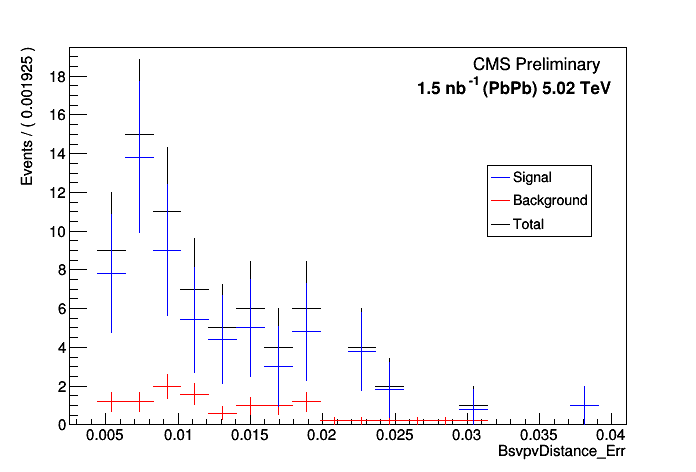 CMS Preliminary
1.5 nb-1 (PbPb) 5.02 TeV
Events / ( 0.001925 )
18
16
14
12
10
8
6
4
2
0
Signal
Background
Total
0.005 0.01 0.015 0.02 0.025 0.03 0.035 0.04
BsvpvDistance_Err